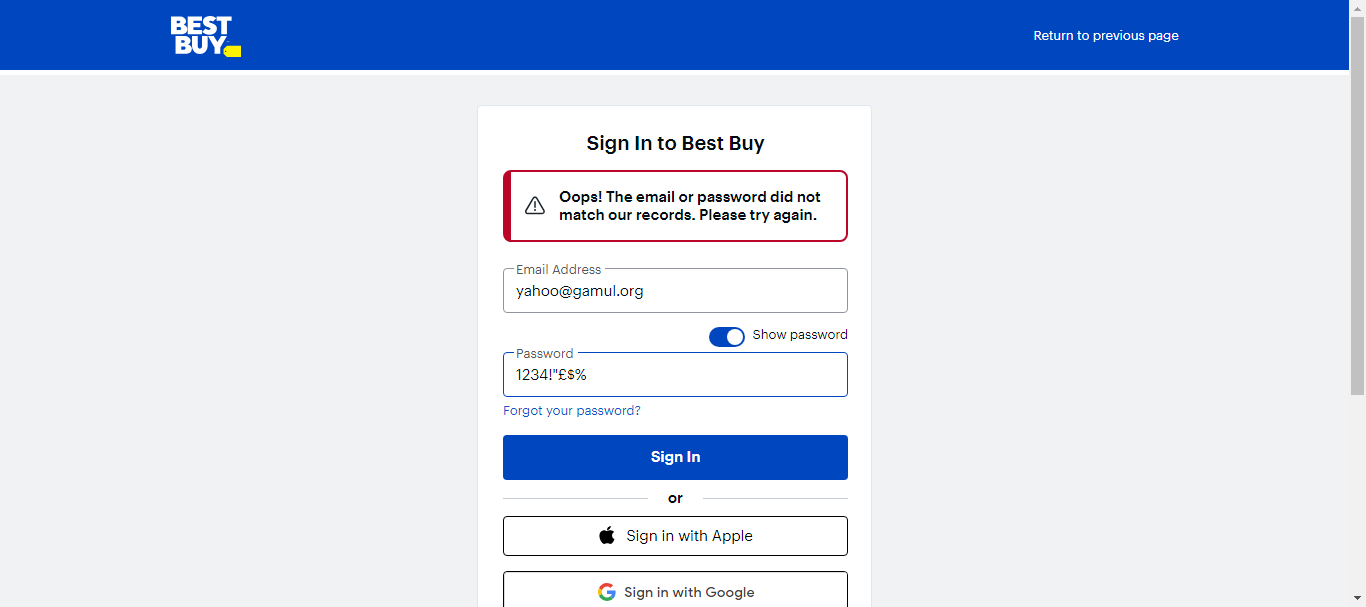 BEST
BUY
Return to previous page
Sign In to Best Buy
Oops! The email or password did not
match our records. Please try again.
Email Address
yahoo@gamul.org
Show password
Password
1234!"£$%
Forgot your password?
Sign In
or
Sign in with Apple
Sign in with Google